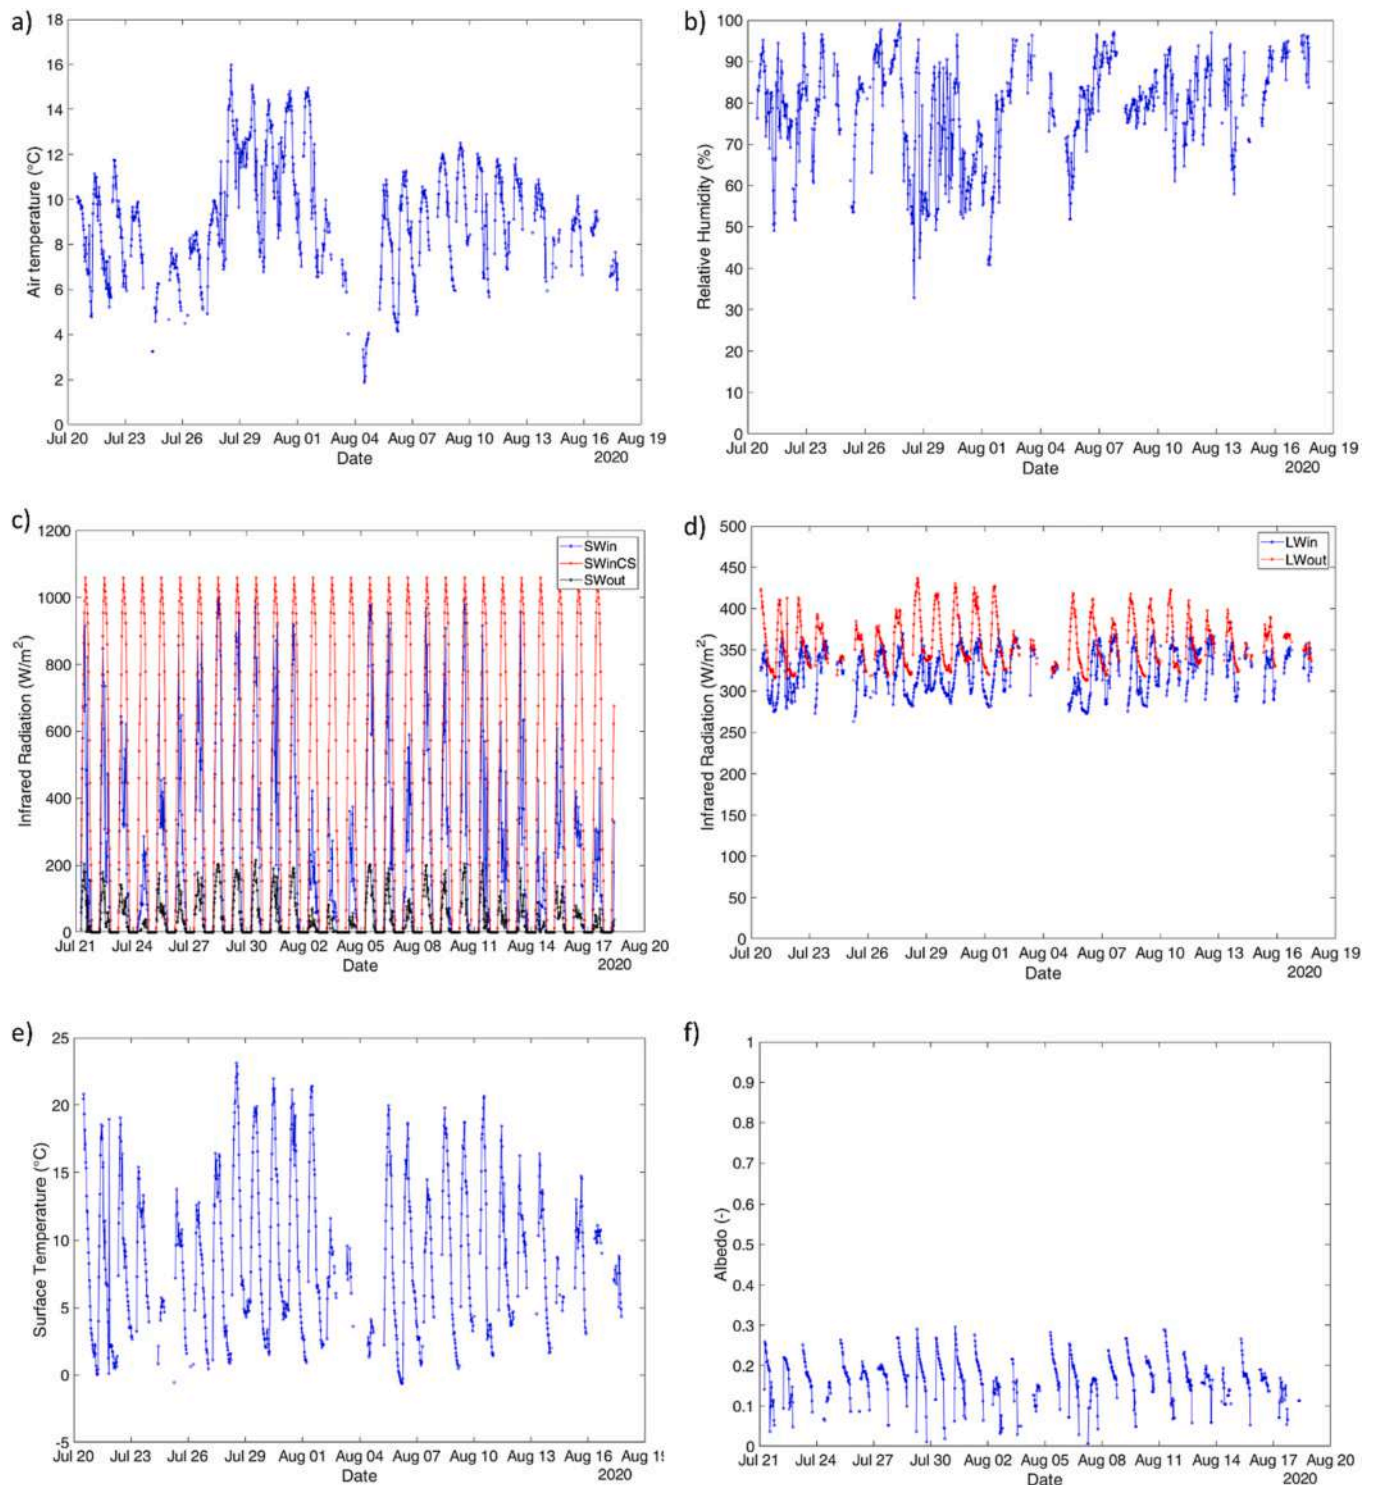 a)
18
16
14
12
10
8
6
4
2
0
Air temperature (°C)
Jul 20 Jul 23 Jul 26 Jul 29 Aug 01 Aug 04 Aug 07 Aug 10 Aug 13 Aug 16 Aug 19
Date
2020
b)
100
90
80
70
60
50
40
30
20
10
0
Relative Humidity (%)
Jul 20 Jul 23 Jul 26 Jul 29 Aug 01 Aug 04 Aug 07 Aug 10 Aug 13 Aug 16 Aug 19
Date
2020
c)
1200
1000
800
600
400
200
0
Infrared Radiation (W/m²)
SWin
SWinCS
SWout
Jul 21 Jul 24 Jul 27 Jul 30 Aug 02 Aug 05 Aug 08 Aug 11 Aug 14 Aug 17 Aug 20
Date
2020
d)
500
450
400
350
300
250
200
150
100
50
0
Infrared Radiation (W/m²)
LWin
LWout
Jul 20 Jul 23 Jul 26 Jul 29 Aug 01 Aug 04 Aug 07 Aug 10 Aug 13 Aug 16 Aug 19
Date
2020
e)
25
20
15
10
5
0
-5
Surface Temperature (°C)
Jul 20 Jul 23 Jul 26 Jul 29 Aug 01 Aug 04 Aug 07 Aug 10 Aug 13 Aug 16 Aug
Date
2020
f)
1
0.9
0.8
0.7
0.6
0.5
0.4
0.3
0.2
0.1
0
Albedo (-)
Jul 21 Jul 24 Jul 27 Jul 30 Aug 02 Aug 05 Aug 08 Aug 11 Aug 14 Aug 17 Aug 20
Date
2020